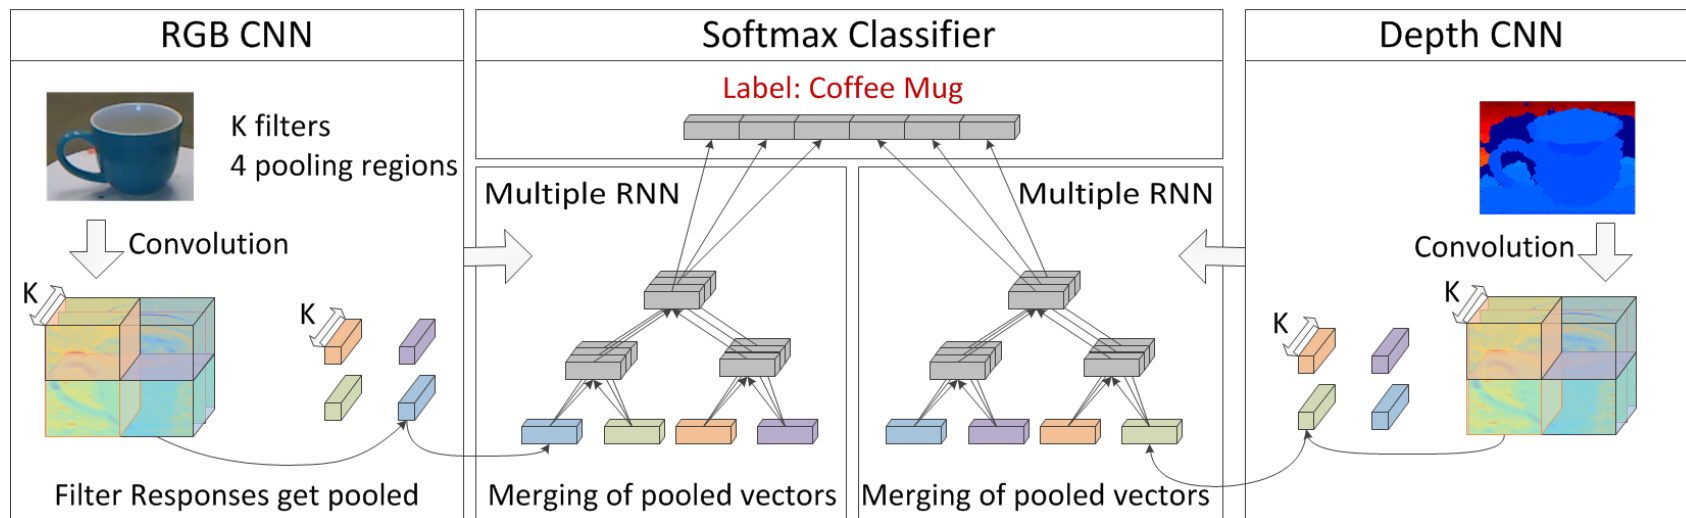 RGB CNN
K filters
4 pooling regions
Convolution
K
K
Filter Responses get pooled
Softmax Classifier
Label: Coffee Mug
Multiple RNN
Merging of pooled vectors
Multiple RNN
Merging of pooled vectors
Depth CNN
Convolution
K
K